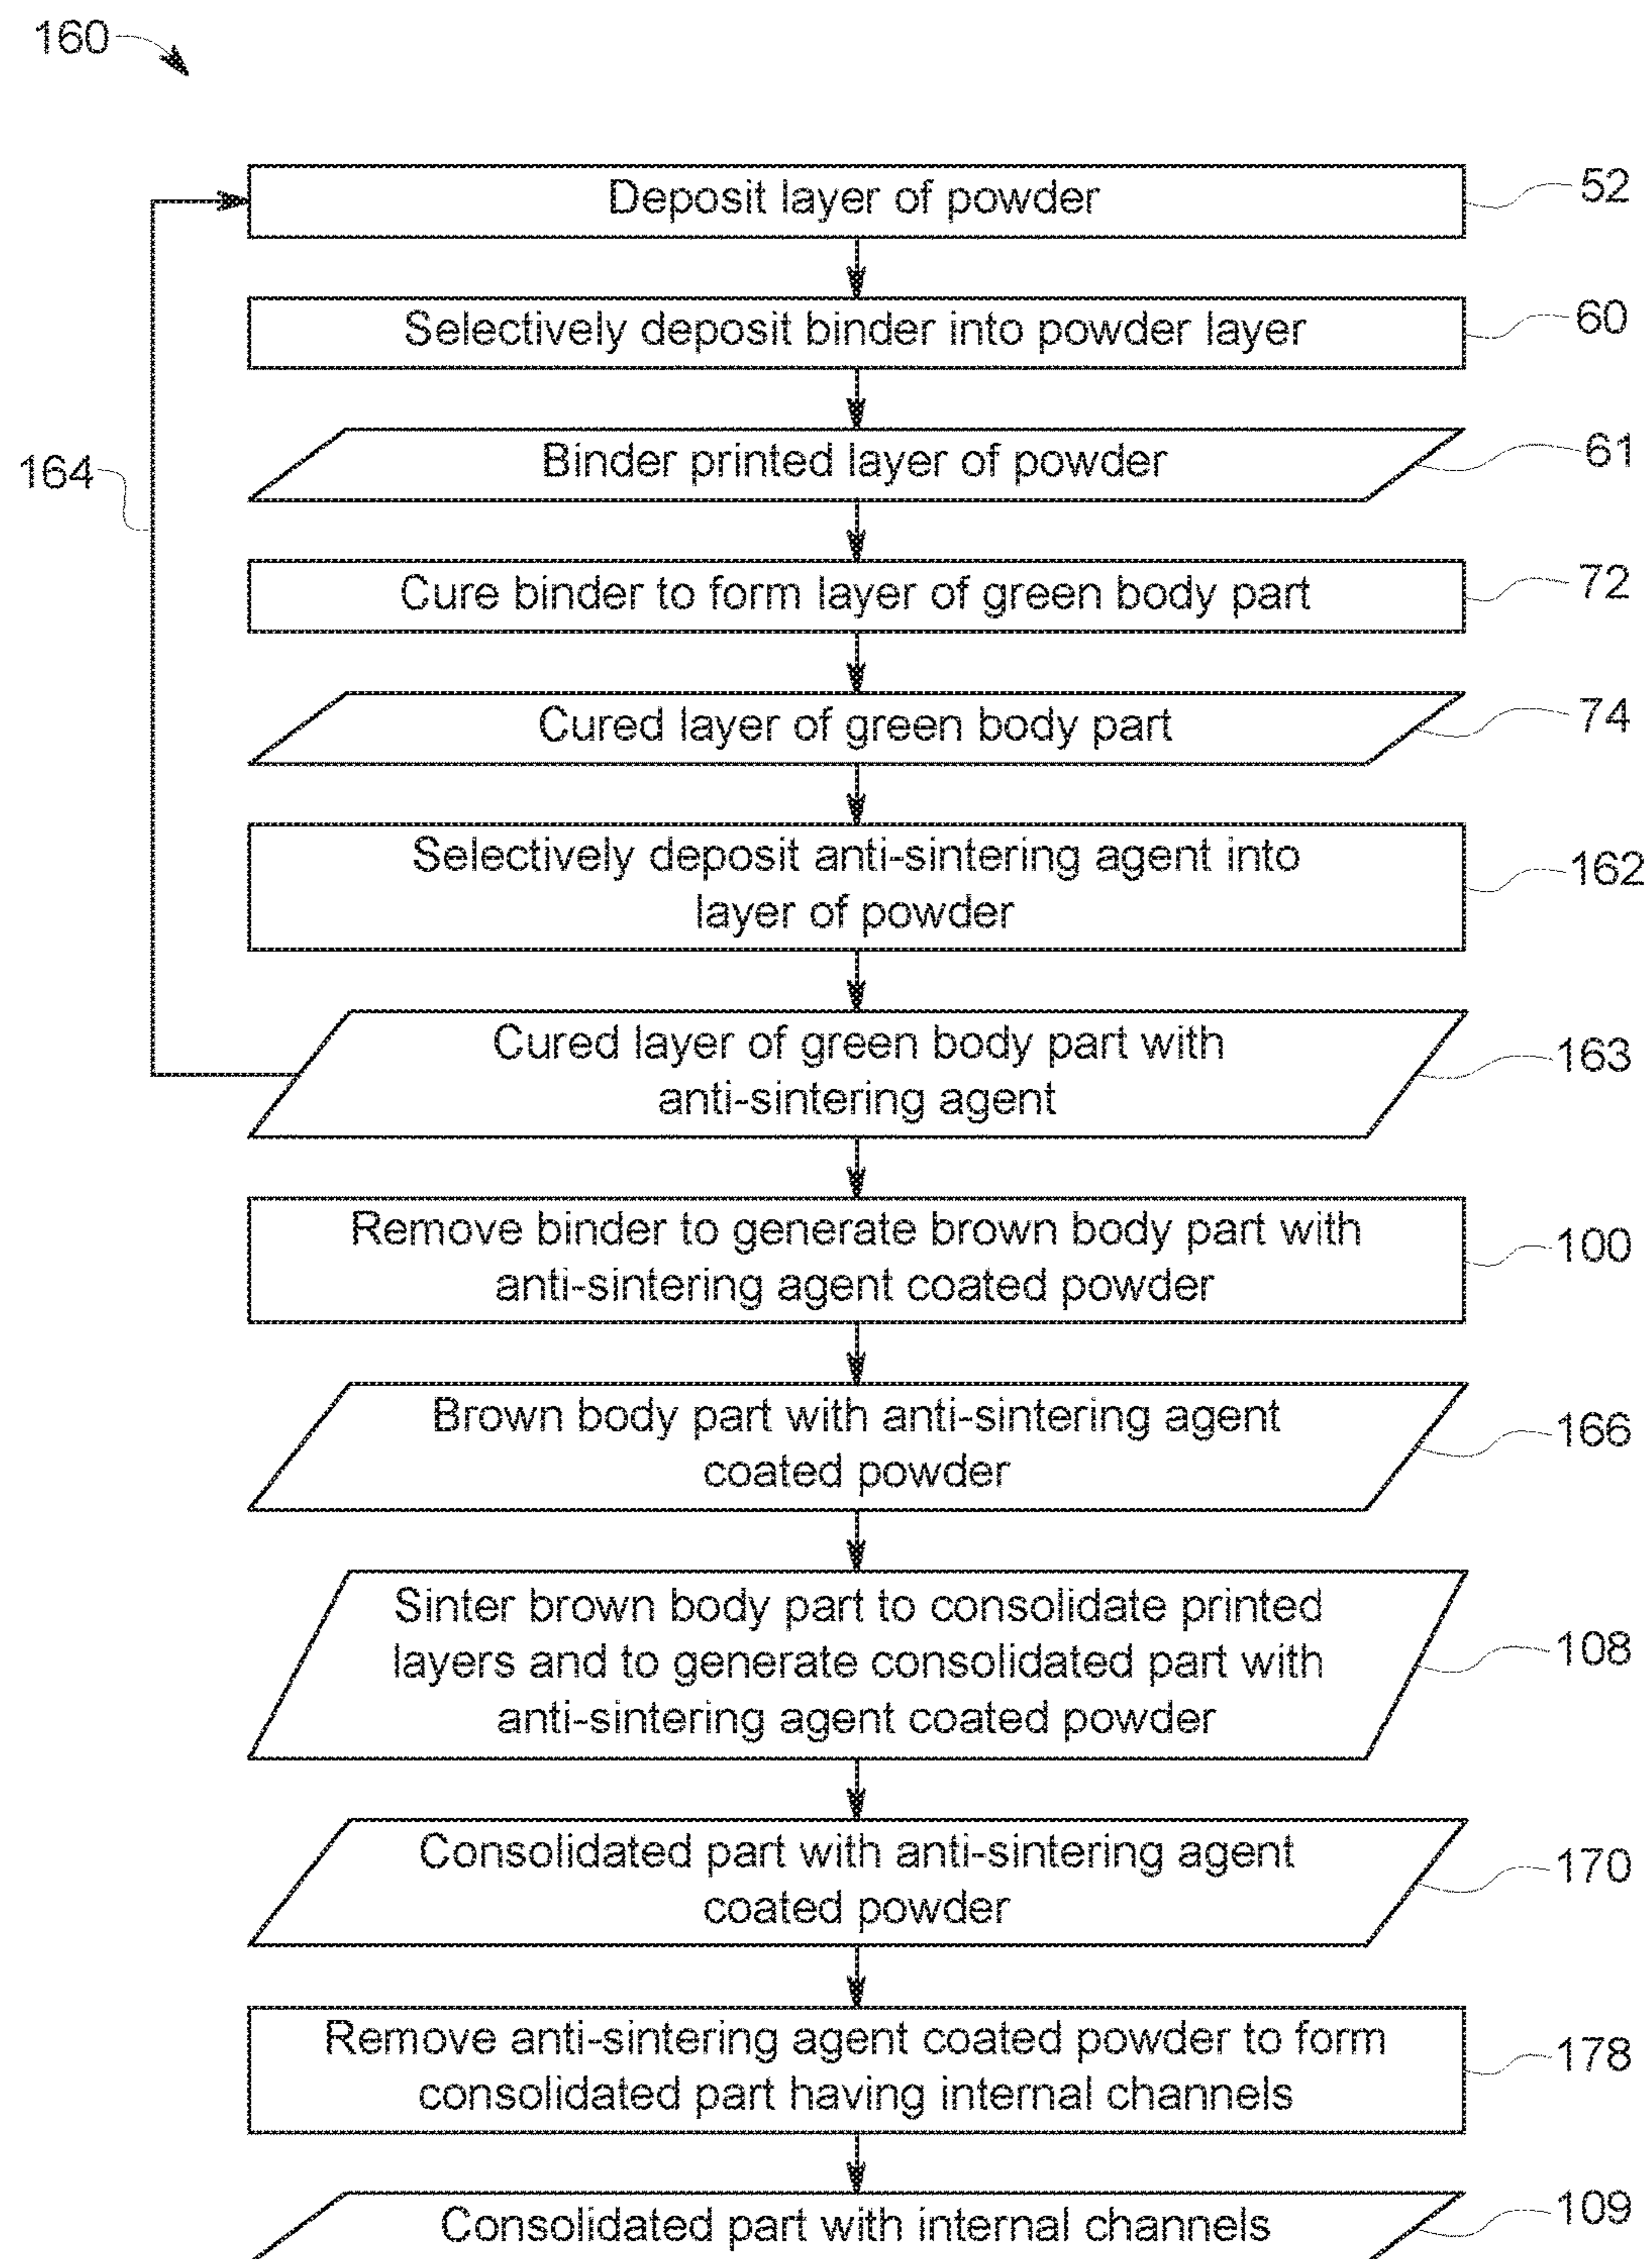 160
Deposit layer of powder
52
Selectively deposit binder into powder layer
60
Binder printed layer of powder
61
164
Cure binder to form layer of green body part
72
Cured layer of green body part
74
Selectively deposit anti-sintering agent into
layer of powder
162
Cured layer of green body part with
anti-sintering agent
163
Remove binder to generate brown body part with
anti-sintering agent coated powder
100
Brown body part with anti-sintering agent
coated powder
166
Sinter brown body part to consolidate printed
layers and to generate consolidated part with
anti-sintering agent coated powder
108
Consolidated part with anti-sintering agent
coated powder
170
Remove anti-sintering agent coated powder to form
consolidated part having internal channels
178
Consolidated part with internal channels
109